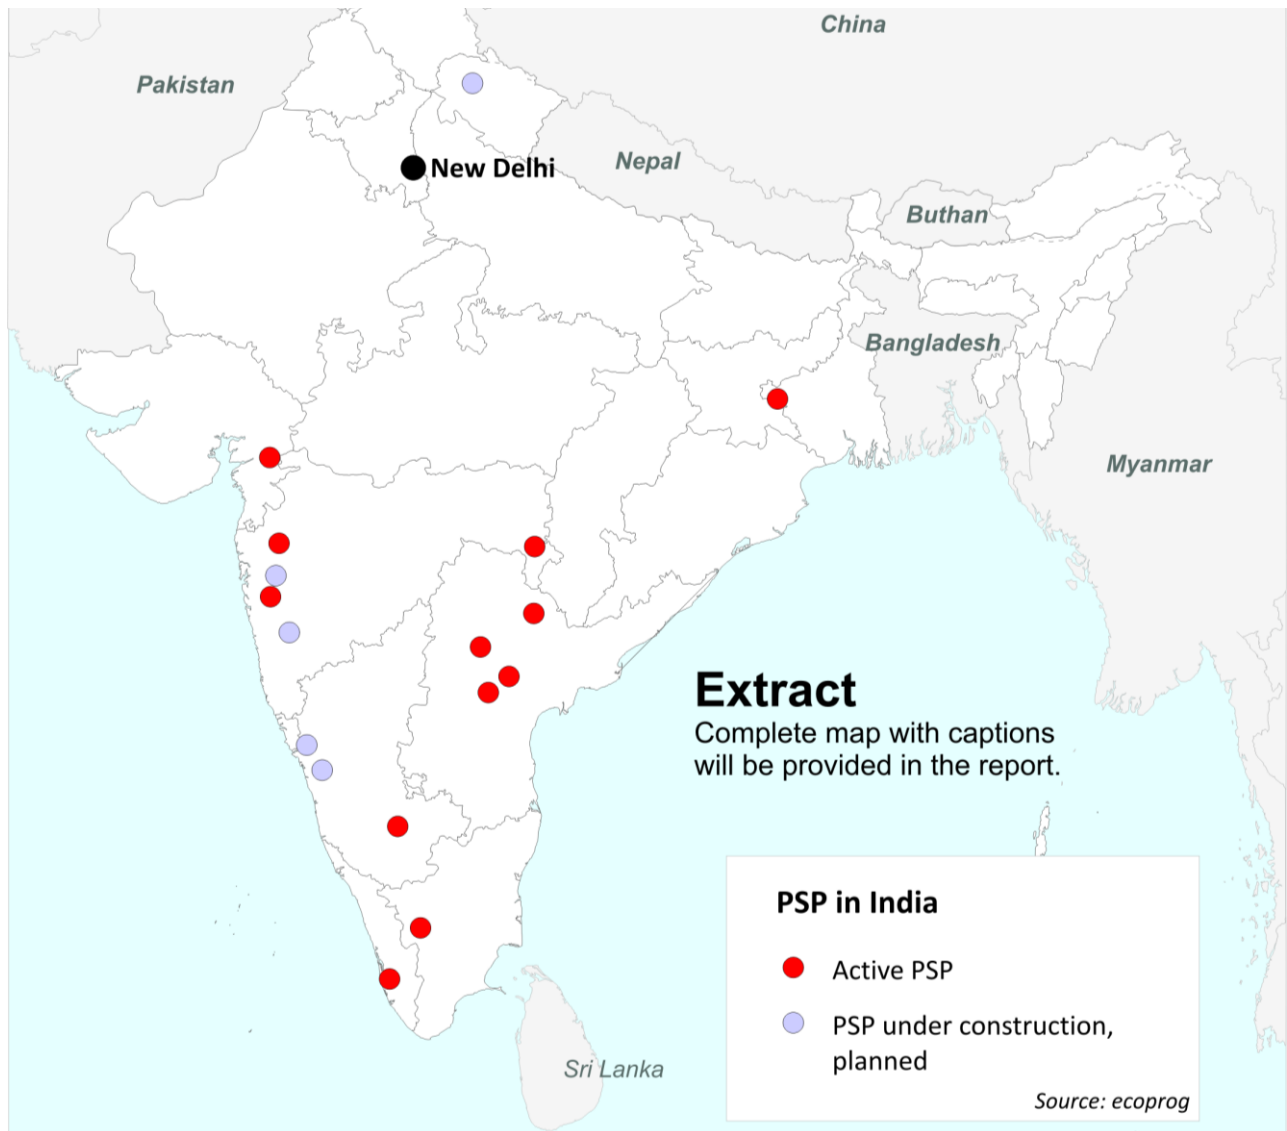 China
Pakistan
New Delhi
Nepal
Buthan
Bangladesh
Myanmar
Extract
Complete map with captions
will be provided in the report.
PSP in India
Active PSP
PSP under construction,
planned
Sri Lanka
Source: ecoprog